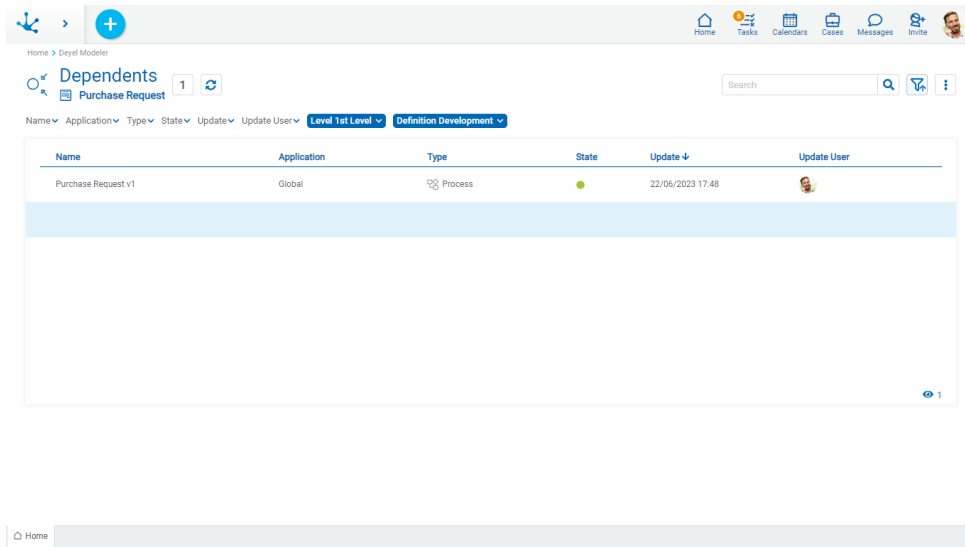 6
Home Tasks Calendars Cases Messages Invite
Home > Deyel Modeler
Dependents
Purchase Request
1
Search
Name Application Type State Update Update User Level 1st Level Definition Development
Name Application Type State Update Update User
Purchase Request v1 Global Process 22/06/2023 17:48
1
Home